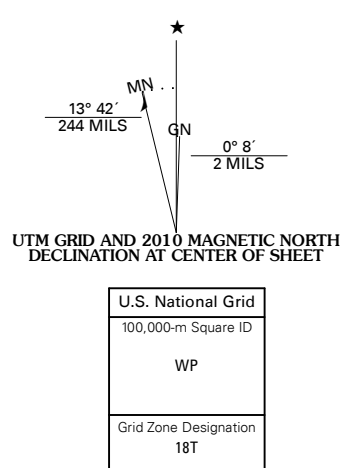 ★
MN
13° 42´
244 MILS
GN
0° 8´
2 MILS
UTM GRID AND 2010 MAGNETIC NORTH
DECLINATION AT CENTER OF SHEET
U.S. National Grid
100,000-m Square ID
WP
Grid Zone Designation
18T